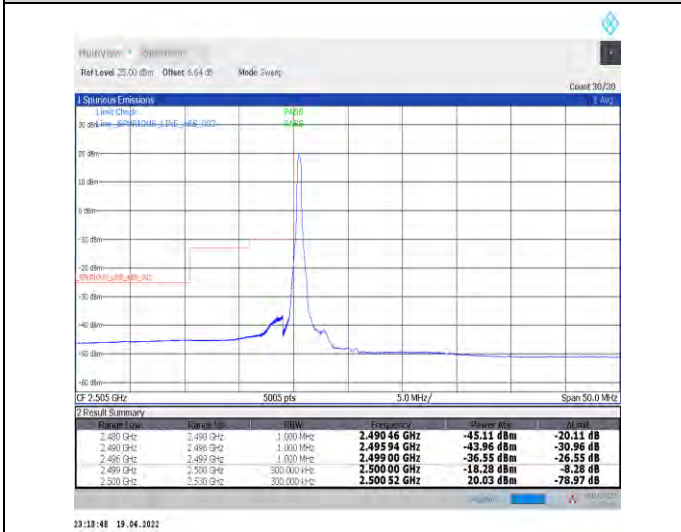 MultiView
Ref Level 25.00 dBm Offset 6.64 dB Mode Sweep
Count 30/30
1 Spurious Emissions 1 Avg
Limit Check PASS
30 dBm Line _SPURIOUS_LINE_ABS_002 PASS
20 dBm
10 dBm
0 dBm
-10 dBm
-20 dBm
_SPURIOUS_LINE_ABS_002
-30 dBm
-40 dBm
-50 dBm
-60 dBm
CF 2.505 GHz 5005 pts 5.0 MHz/ Span 50.0 MHz
2 Result Summary
Range Low Range Up RBW Frequency Power Abs ΔLimit
2.480 GHz 2.490 GHz 1.000 MHz 2.490 46 GHz -45.11 dBm -20.11 dB
2.490 GHz 2.496 GHz 1.000 MHz 2.495 94 GHz -43.96 dBm -30.96 dB
2.496 GHz 2.499 GHz 1.000 MHz 2.499 00 GHz -36.55 dBm -26.55 dB
2.499 GHz 2.500 GHz 300.000 kHz 2.500 00 GHz -18.28 dBm -8.28 dB
2.500 GHz 2.530 GHz 300.000 kHz 2.500 52 GHz 20.03 dBm -78.97 dB
23:18:48 19.04.2022